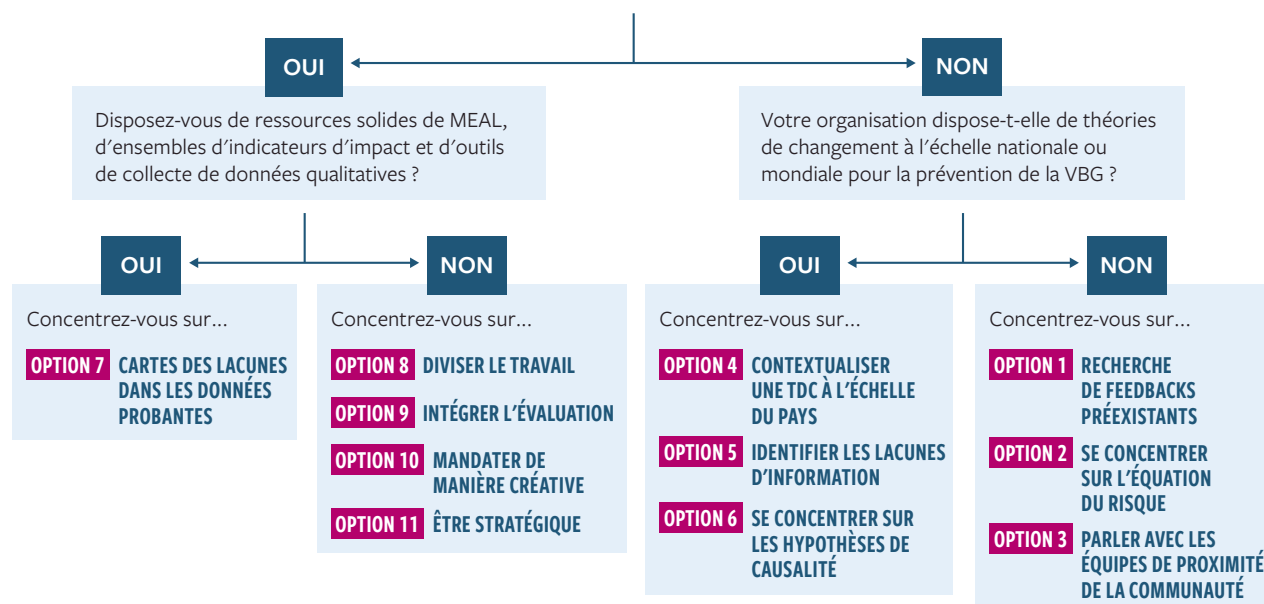 OUI
NON
Disposez-vous de ressources solides de MEAL,
d'ensembles d'indicateurs d'impact et d'outils
de collecte de données qualitatives ?
Votre organisation dispose-t-elle de théories
de changement à l'échelle nationale ou
mondiale pour la prévention de la VBG ?
OUI
NON
OUI
NON
Concentrez-vous sur...
OPTION 7 CARTES DES LACUNES
DANS LES DONNÉES
PROBANTES
Concentrez-vous sur...
OPTION 8 DIVISER LE TRAVAIL
OPTION 9 INTÉGRER L'ÉVALUATION
OPTION 10 MANDATER DE
MANIÈRE CRÉATIVE
OPTION 11 ÊTRE STRATÉGIQUE
Concentrez-vous sur...
OPTION 4 CONTEXTUALISER
UNE TDC À L'ÉCHELLE
DU PAYS
OPTION 5 IDENTIFIER LES LACUNES
D'INFORMATION
OPTION 6 SE CONCENTRER SUR
LES HYPOTHÈSES DE
CAUSALITÉ
Concentrez-vous sur...
OPTION 1 RECHERCHE
DE FEEDBACKS
PRÉEXISTANTS
OPTION 2 SE CONCENTRER
SUR L'ÉQUATION
DU RISQUE
OPTION 3 PARLER AVEC LES
ÉQUIPES DE PROXIMITÉ
DE LA COMMUNAUTÉ